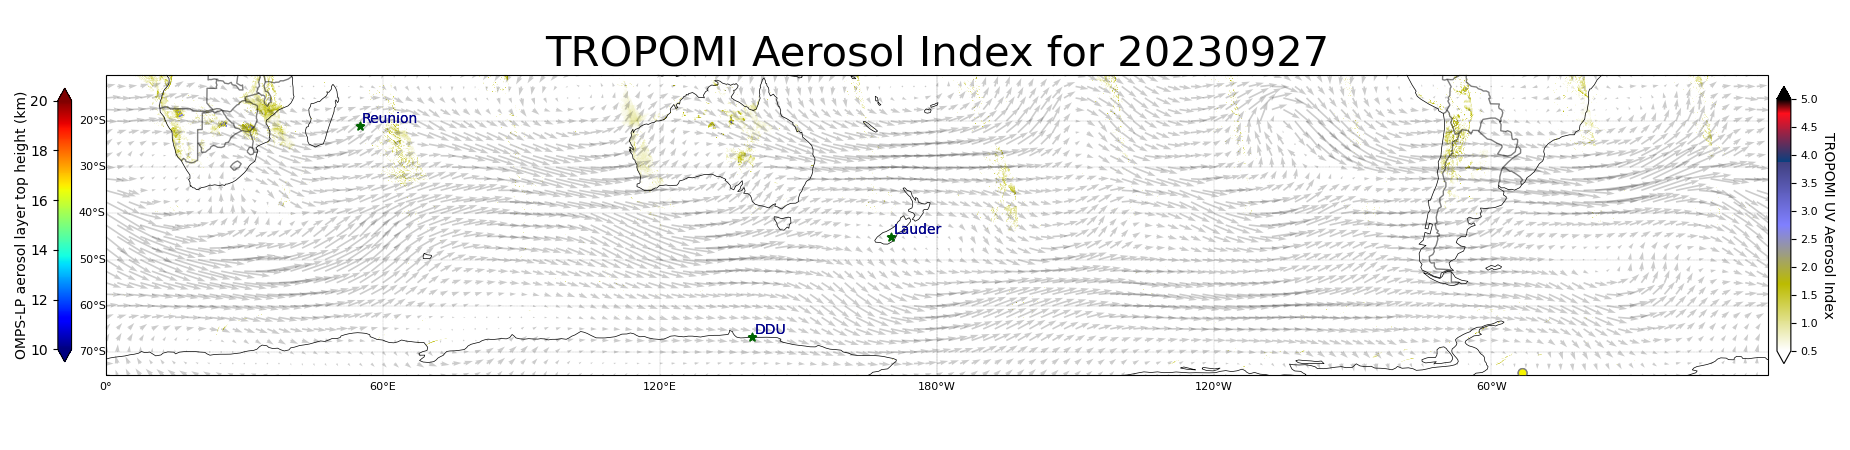 TROPOMI Aerosol Index for 20230927
OMPS-LP aerosol layer top height (km)
20
18
16
14
12
10
20°S
30°S
40°S
50°S
60°S
70°S
Reunion
Lauder
DDU
0°
60°E
120°E
180°W
120°W
60°W
5.0
4.5
4.0
3.5
3.0
2.5
2.0
1.5
1.0
0.5
TROPOMI UV Aerosol Index